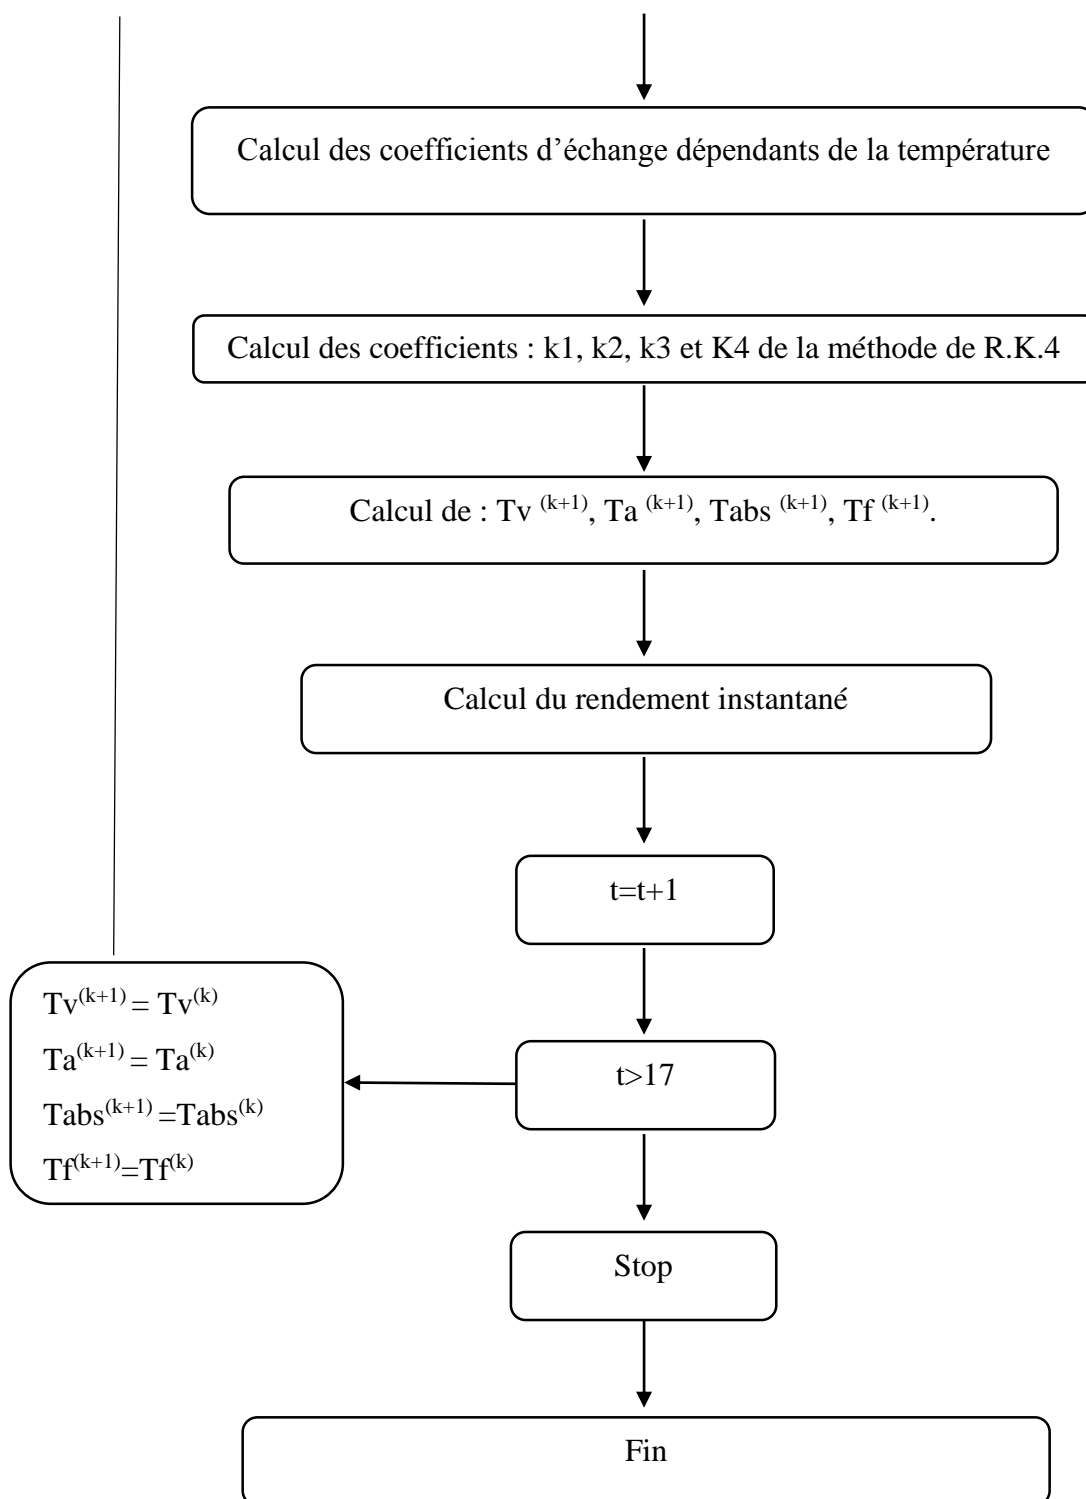 Calcul des coefficients d’échange dépendants de la température
Calcul des coefficients : k1, k2, k3 et K4 de la méthode de R.K.4
Calcul de : Tv ⁽ᵏ⁺¹⁾, Ta ⁽ᵏ⁺¹⁾, Tabs ⁽ᵏ⁺¹⁾, Tf ⁽ᵏ⁺¹⁾.
Calcul du rendement instantané
t=t+1
Tv⁽ᵏ⁺¹⁾ = Tv⁽ᵏ⁾
Ta⁽ᵏ⁺¹⁾ = Ta⁽ᵏ⁾
Tabs⁽ᵏ⁺¹⁾ =Tabs⁽ᵏ⁾
Tf⁽ᵏ⁺¹⁾=Tf⁽ᵏ⁾
t>17
Stop
Fin